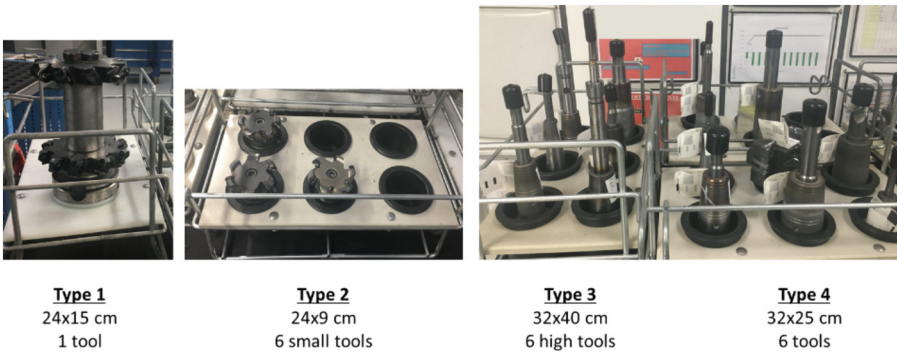 Type 1
24x15 cm
1 tool
Type 2
24x9 cm
6 small tools
Type 3
32x40 cm
6 high tools
Type 4
32x25 cm
6 tools